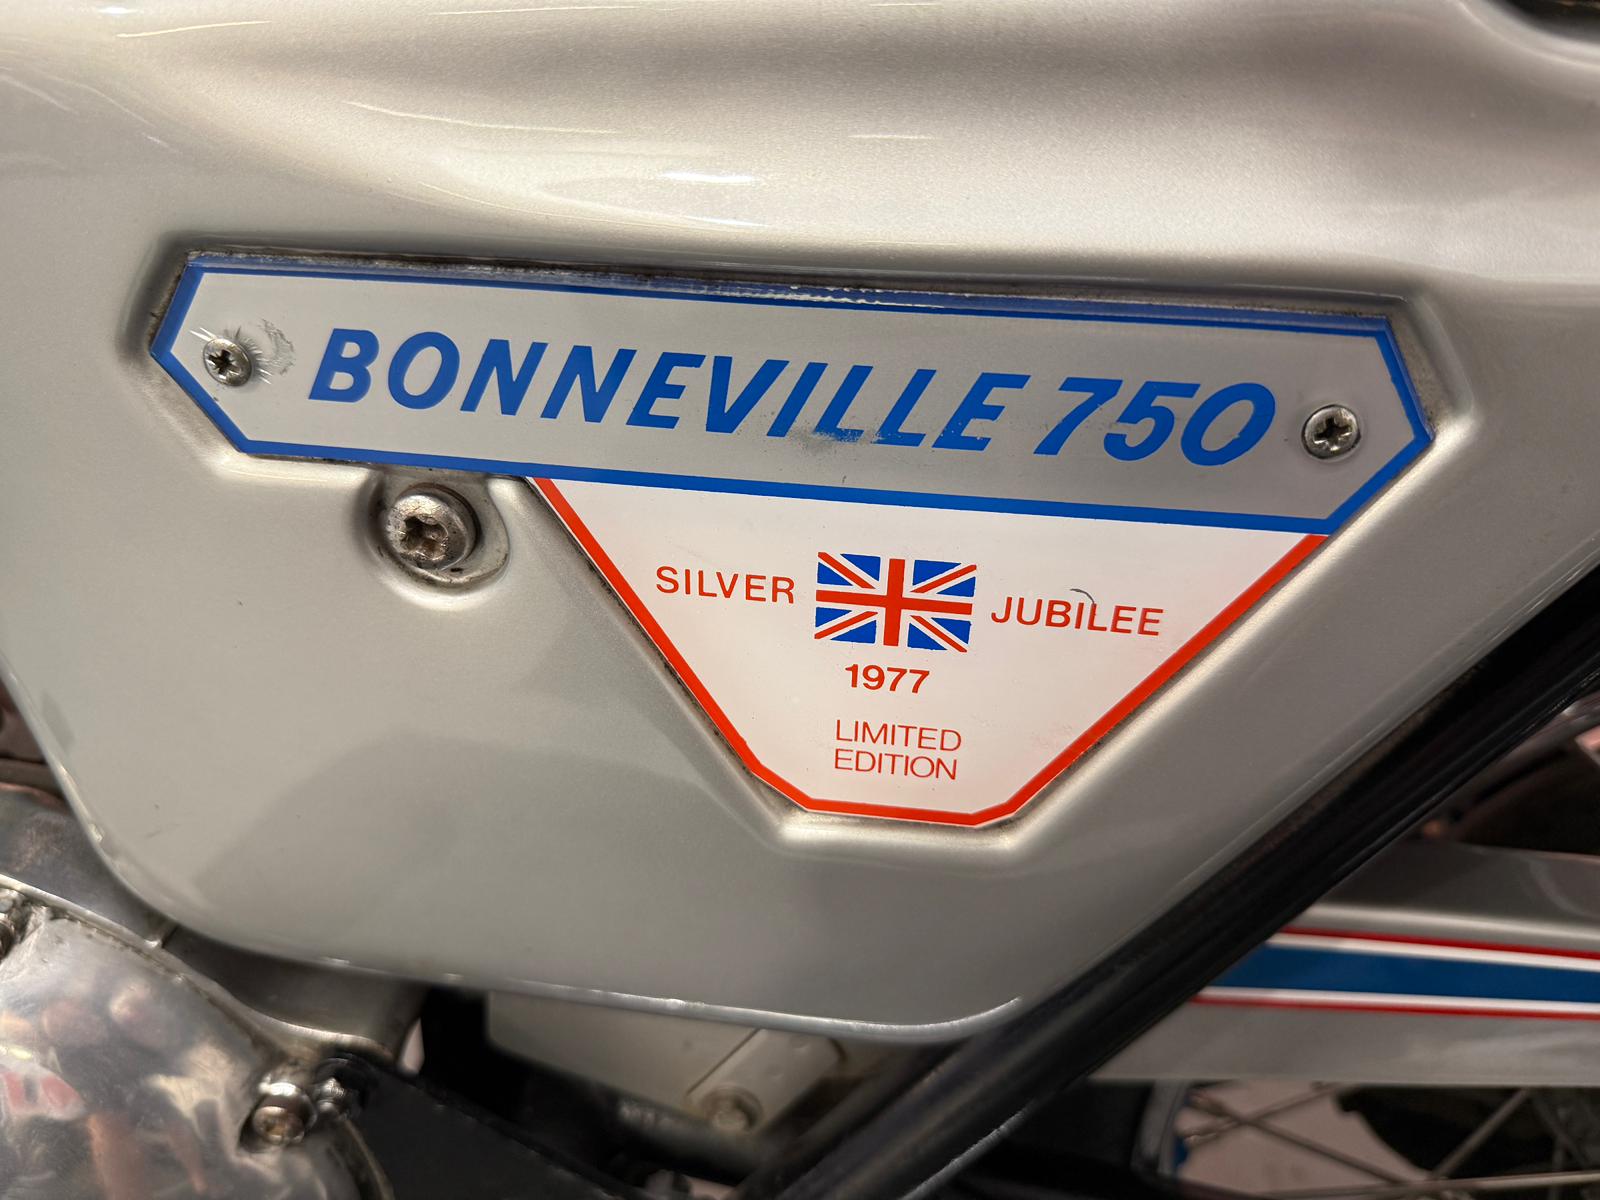 BONNEVILLE 750
SILVER JUBILEE
1977
LIMITED
EDITION